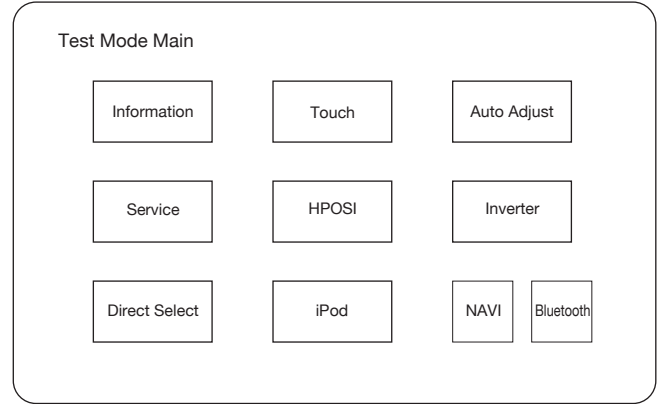 Test Mode Main
Information
Touch
Auto Adjust
Service
HPOSI
Inverter
Direct Select
iPod
NAVI
Bluetooth